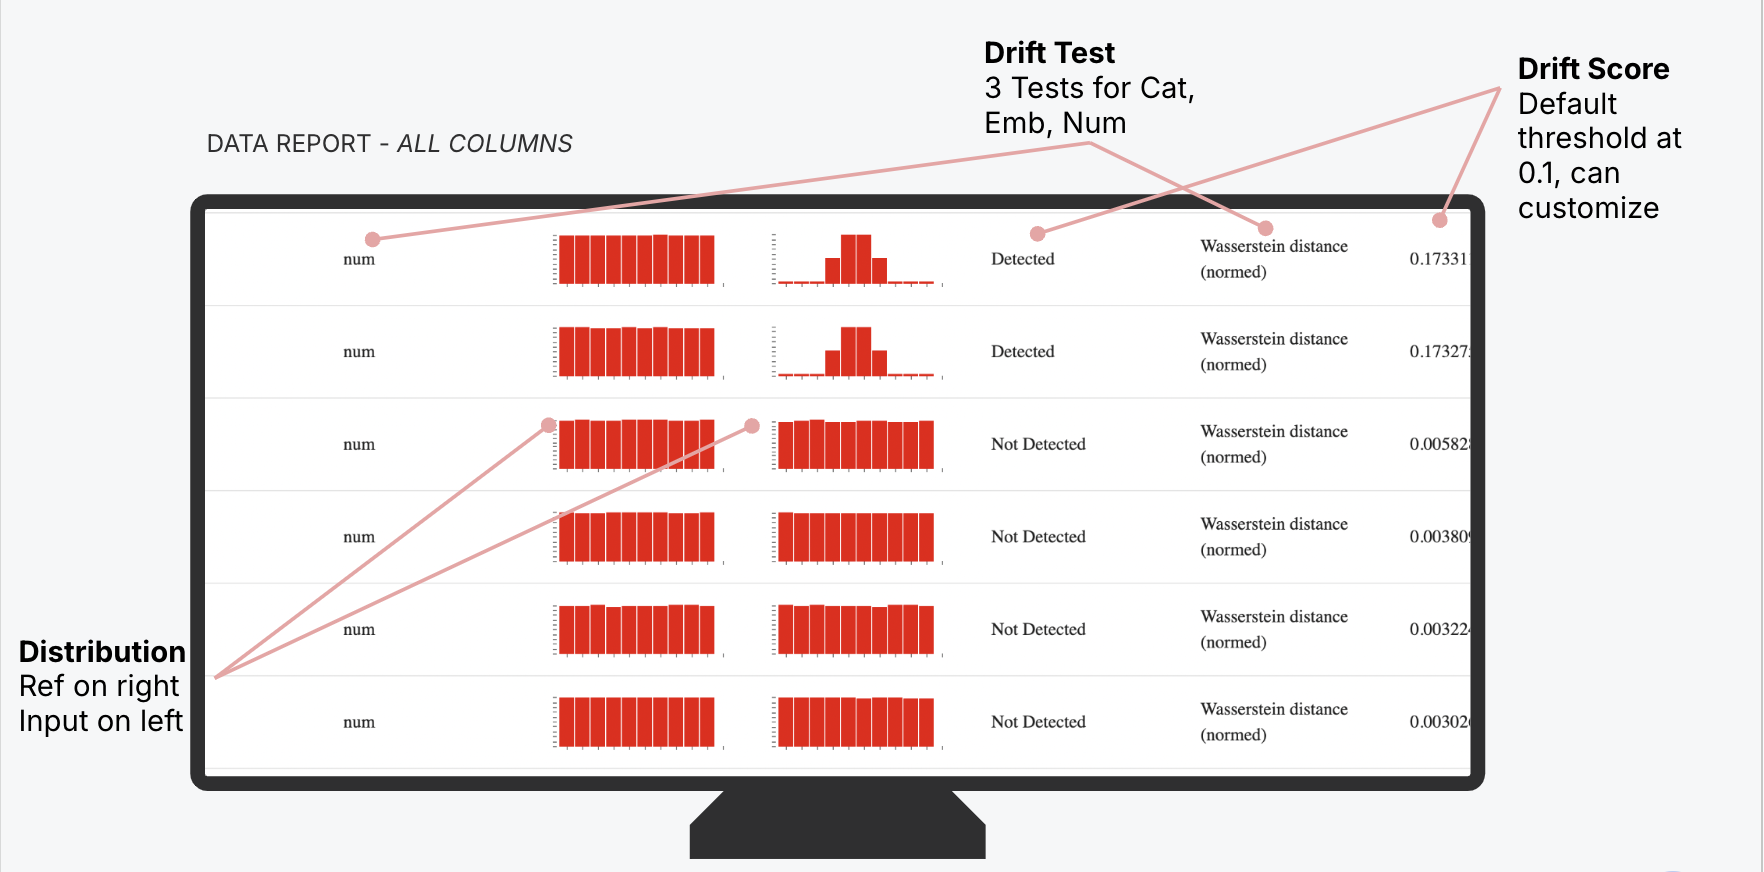 Drift Test
3 Tests for Cat,
Emb, Num
Drift Score
Default
threshold at
0.1, can
customize
DATA REPORT - ALL COLUMNS
num
Detected
Wasserstein distance
(normed)
0.17331
num
Detected
Wasserstein distance
(normed)
0.17327
num
Not Detected
Wasserstein distance
(normed)
0.00582
num
Not Detected
Wasserstein distance
(normed)
0.00380
num
Not Detected
Wasserstein distance
(normed)
0.00322
num
Not Detected
Wasserstein distance
(normed)
0.00302
Distribution
Ref on right
Input on left